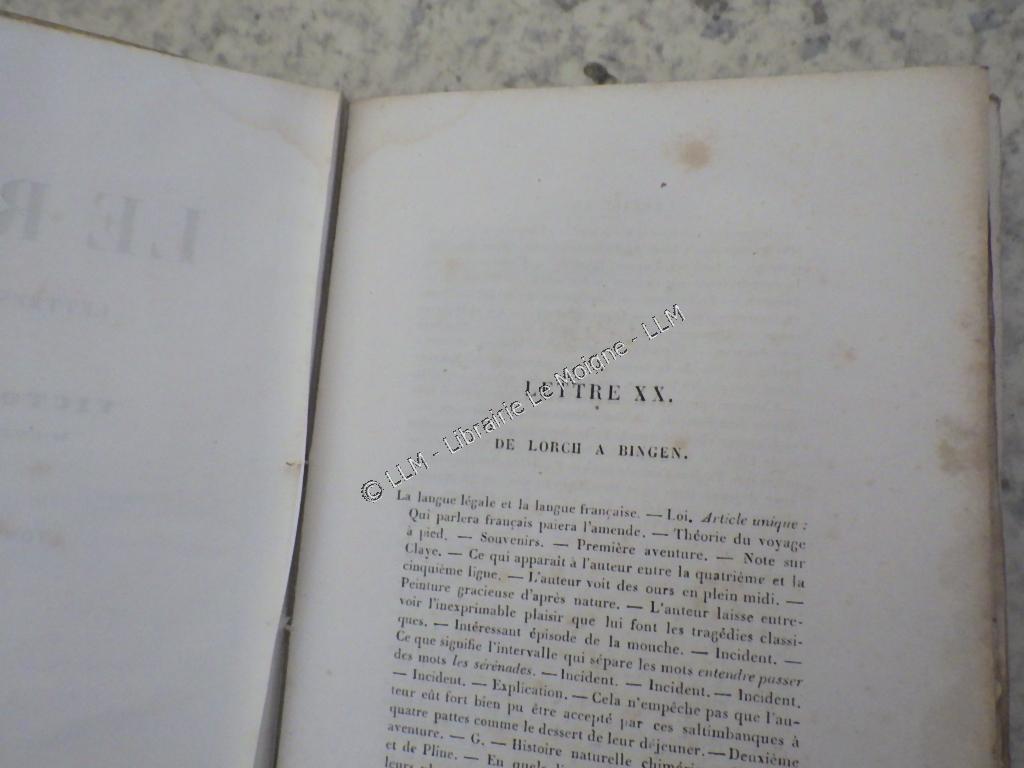 LE R
LETTRES
VICTO
TOM
LETTRE XX.
DE LORCH A BINGEN.
© LLM - Librairie Le Moigne - LLM
La langue légale et la langue française. — Loi. Article unique :
Qui parlera français paiera l'amende. — Théorie du voyage
à pied. — Souvenirs. — Première aventure. — Note sur
Claye. — Ce qui apparaît à l'auteur entre la quatrième et la
cinquième ligne. — L'auteur voit des ours en plein midi. —
Peinture gracieuse d'après nature. — L'auteur laisse entre-
voir l'inexprimable plaisir que lui font les tragédies classi-
ques. — Intéressant épisode de la mouche. — Incident. —
Ce que signifie l'intervalle qui sépare les mots entendre passer
des mots les sérénades. — Incident. — Incident. — Incident.
— Incident. — Explication. — Cela n'empêche pas que l'au-
teur eût fort bien pu être accepté par ces saltimbanques à
quatre pattes comme le dessert de leur déjeuner. — Deuxième
aventure. — G. — Histoire naturelle
et de Pline. — En